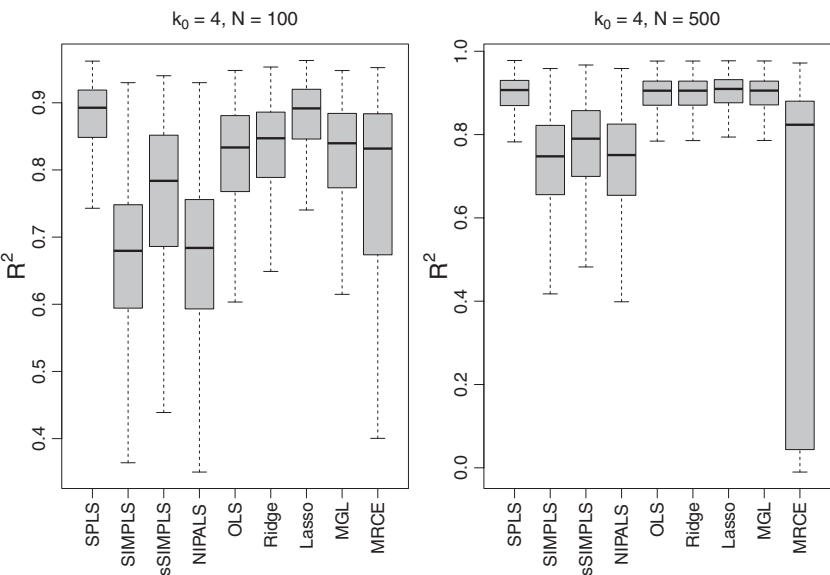 k₀ = 4, N = 100
R²
0.9
0.8
0.7
0.6
0.5
0.4
SPLS
SIMPLS
sSIMPLS
NIPALS
OLS
Ridge
Lasso
MGL
MRCE
k₀ = 4, N = 500
R²
1.0
0.8
0.6
0.4
0.2
0.0
SPLS
SIMPLS
sSIMPLS
NIPALS
OLS
Ridge
Lasso
MGL
MRCE